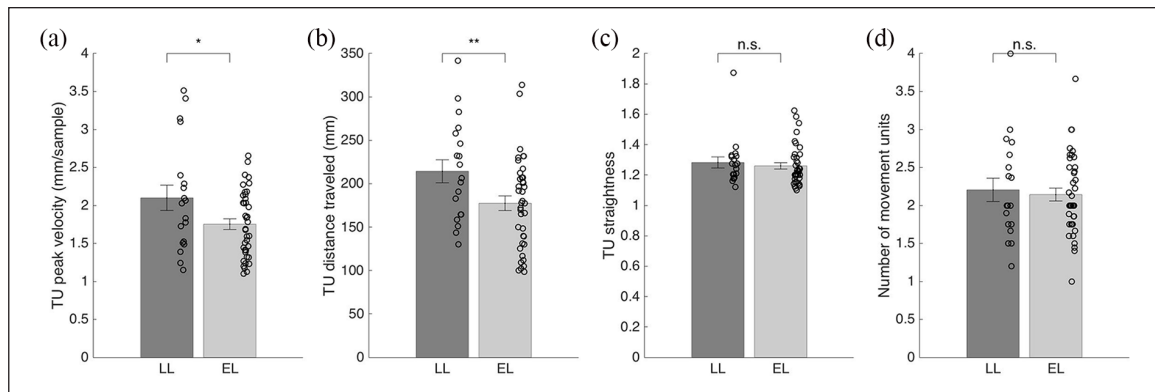 (a)
*
TU peak velocity (mm/sample)
4
3.5
3
2.5
2
1.5
1
0.5
0
LL EL
(b)
**
TU distance traveled (mm)
350
300
250
200
150
100
50
0
LL EL
(c)
n.s.
TU straightness
2
1.8
1.6
1.4
1.2
1
0.8
0.6
0.4
0.2
0
LL EL
(d)
n.s.
Number of movement units
4
3.5
3
2.5
2
1.5
1
0.5
0
LL EL